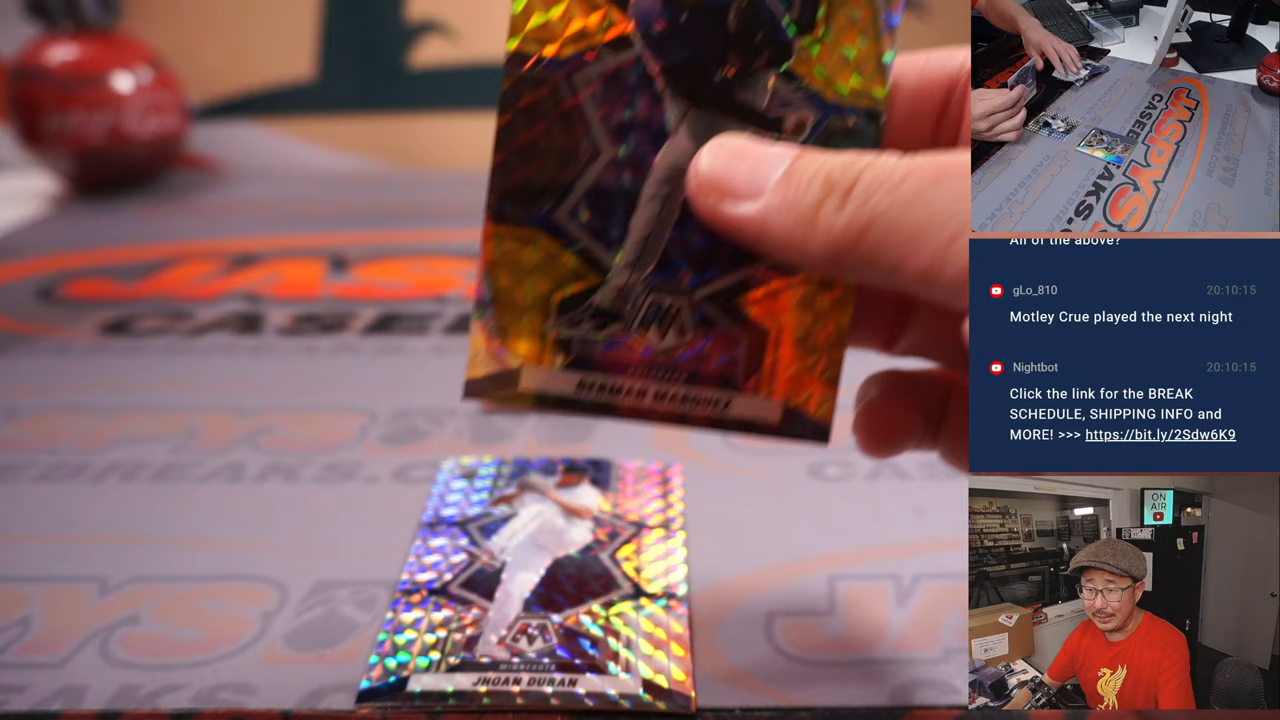 GERMAN MARQUEZ
MINNESOTA
JHOAN DURAN
JASPYS
CASEBREAKS.COM
All of the above?
gLo_810 20:10:15
Motley Crue played the next night
Nightbot 20:10:15
Click the link for the BREAK
SCHEDULE, SHIPPING INFO and
MORE! >>> https://bit.ly/2Sdw6K9
ON
AIR